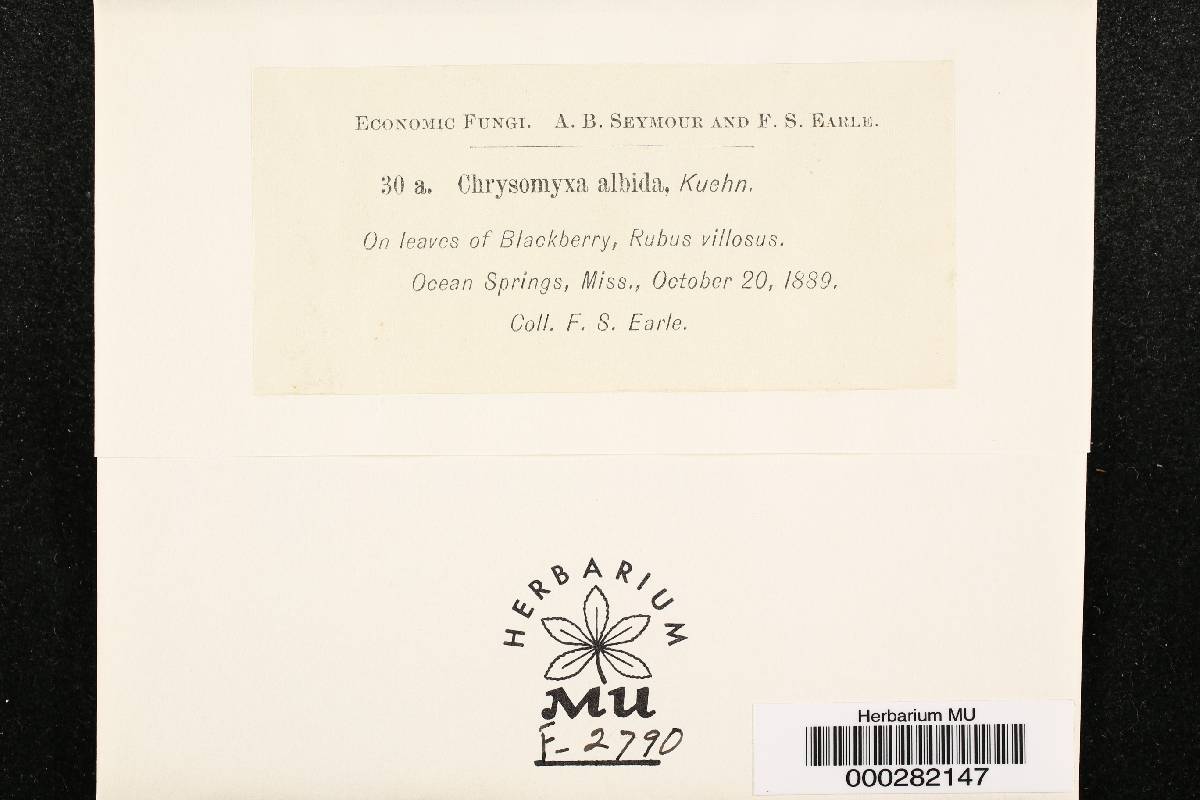 ECONOMIC FUNGI. A. B. SEYMOUR AND F. S. EARLE.
30 a. Chrysomyxa albida, Kuehn.
On leaves of Blackberry, Rubus villosus.
Ocean Springs, Miss., October 20, 1889.
Coll. F. S. Earle.
HERBARIUM
MU
F-2790
Herbarium MU
000282147